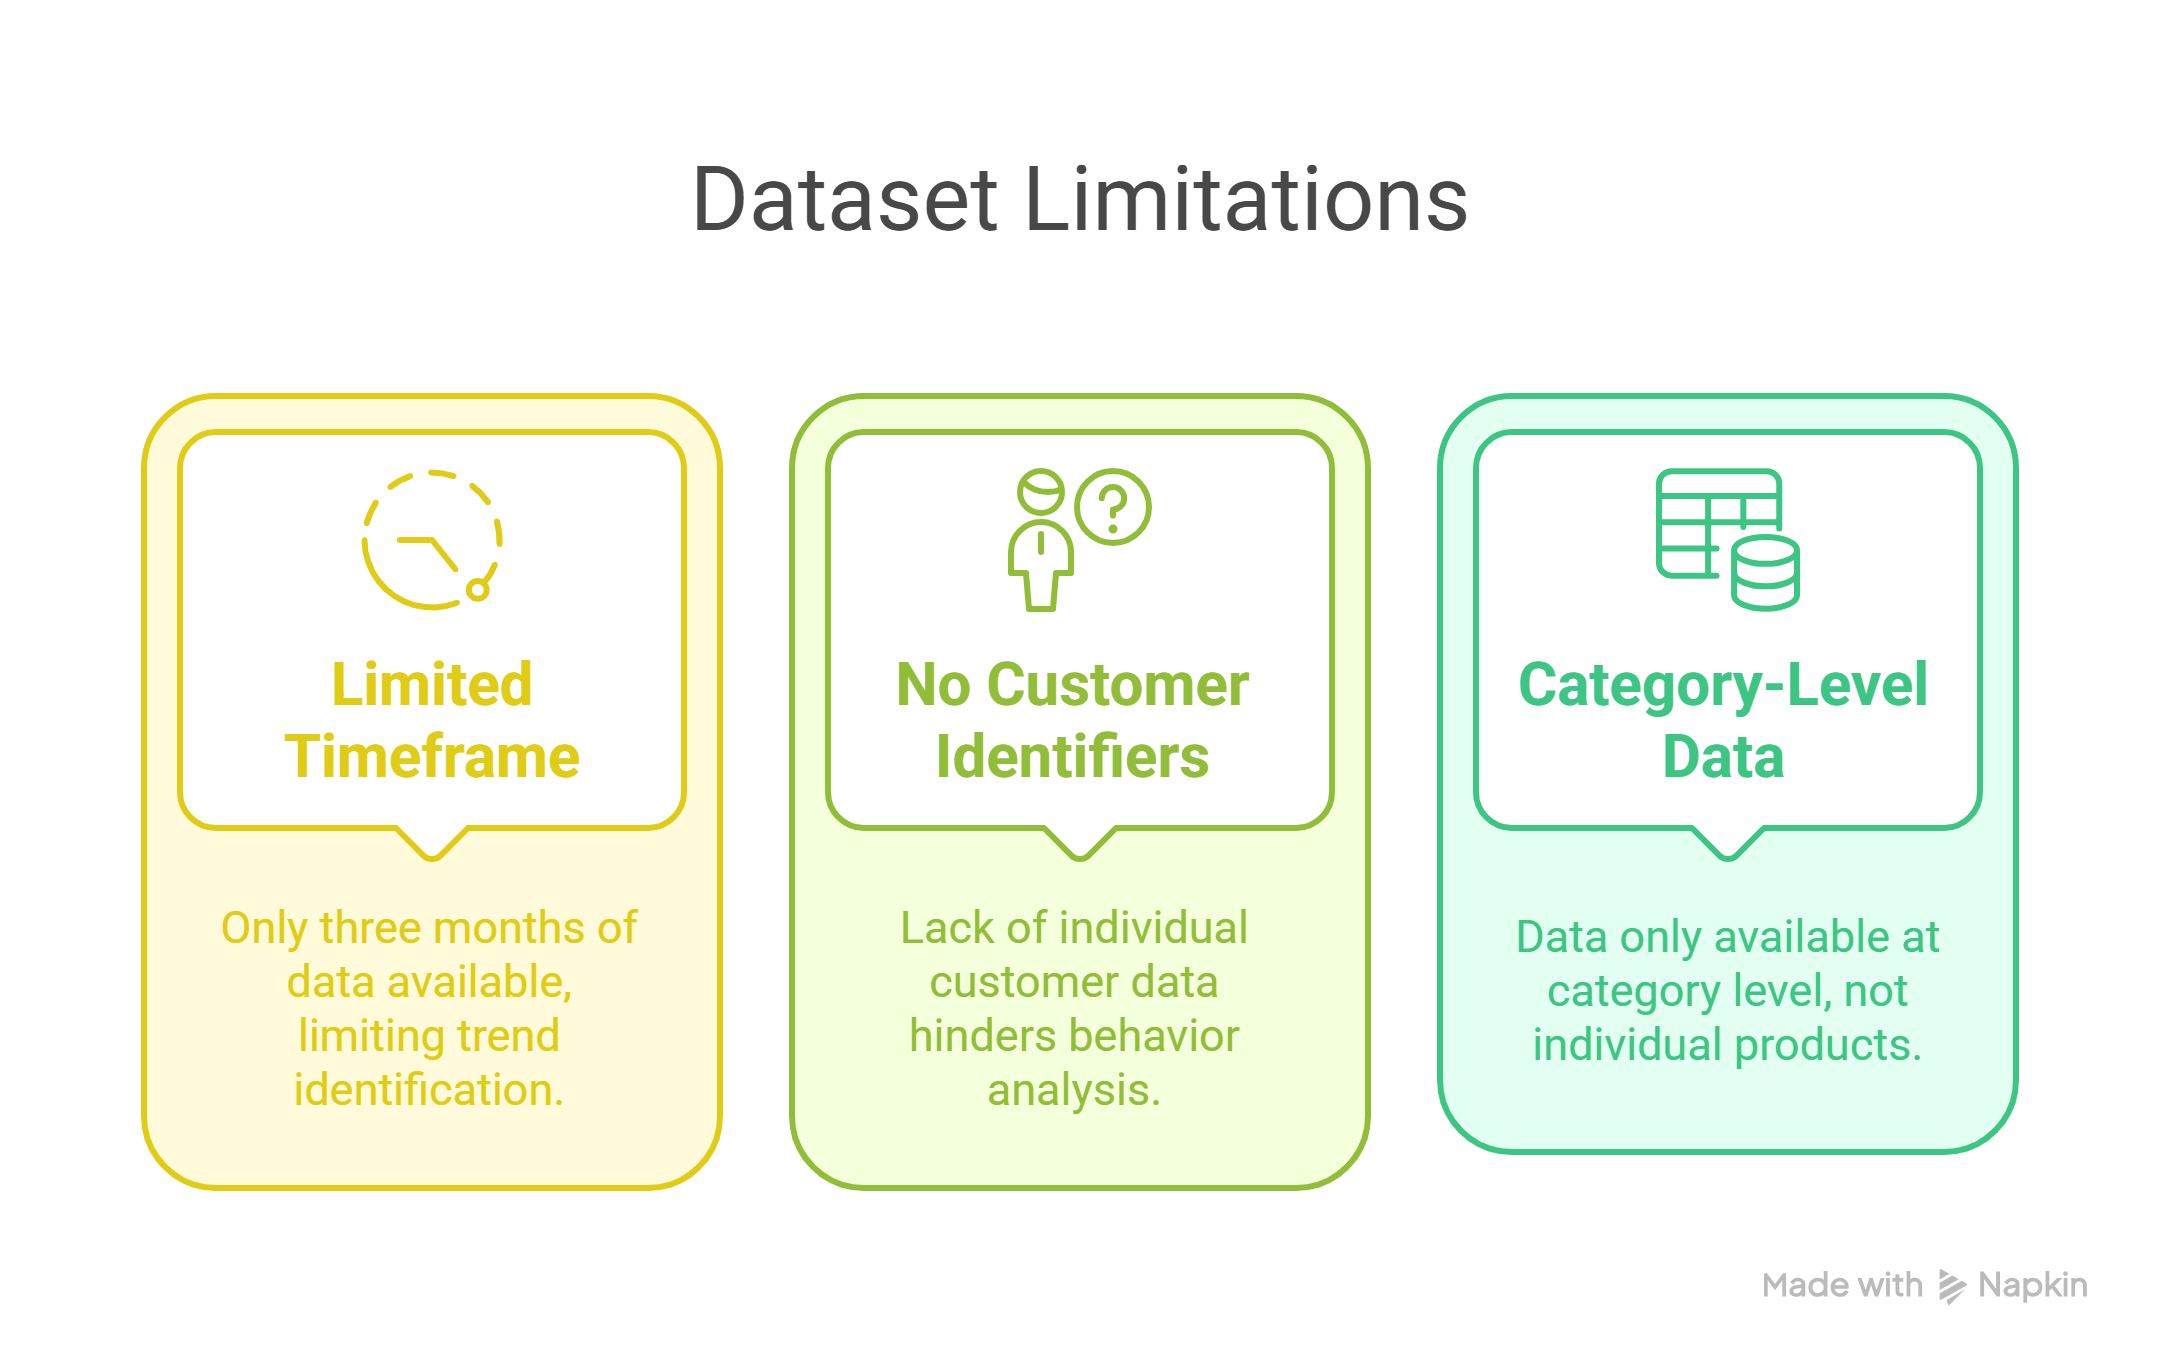 Dataset Limitations
Limited
Timeframe
Only three months of
data available,
limiting trend
identification.
No Customer
Identifiers
Lack of individual
customer data
hinders behavior
analysis.
Category-Level
Data
Data only available at
category level, not
individual products.
Made with Napkin